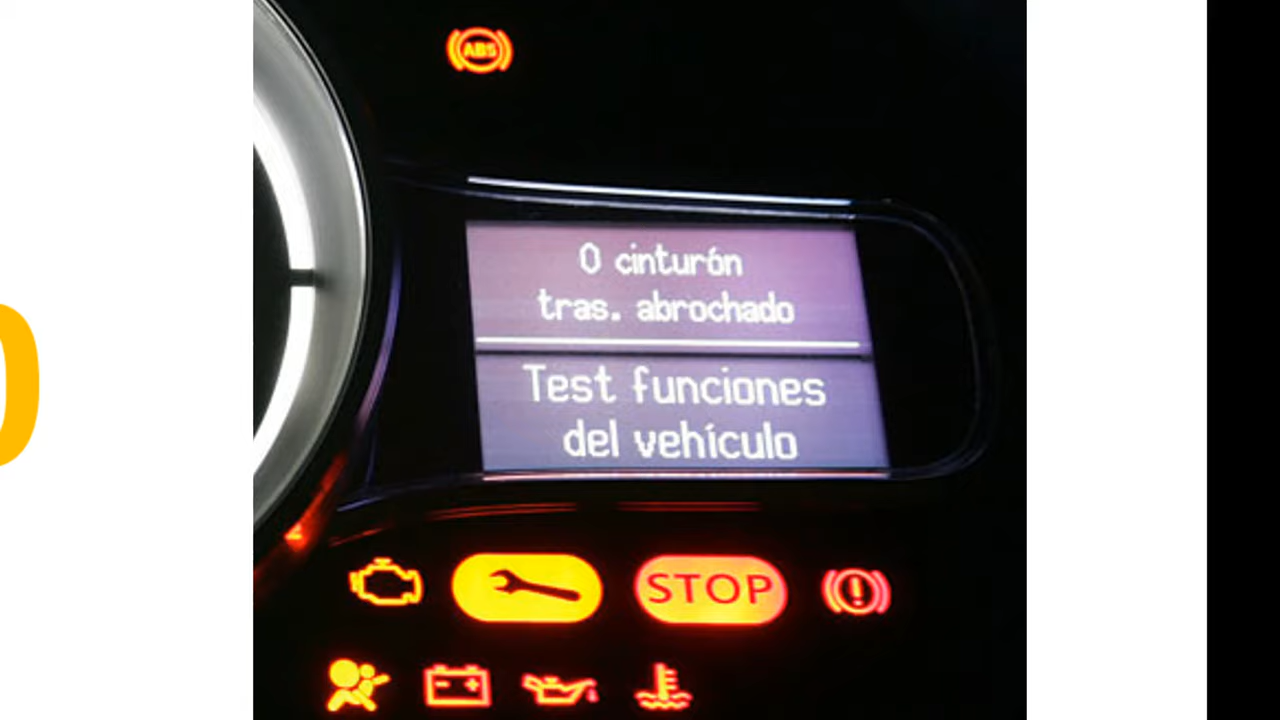 ABS
0 cinturón
tras. abrochado
Test funciones
del vehículo
STOP